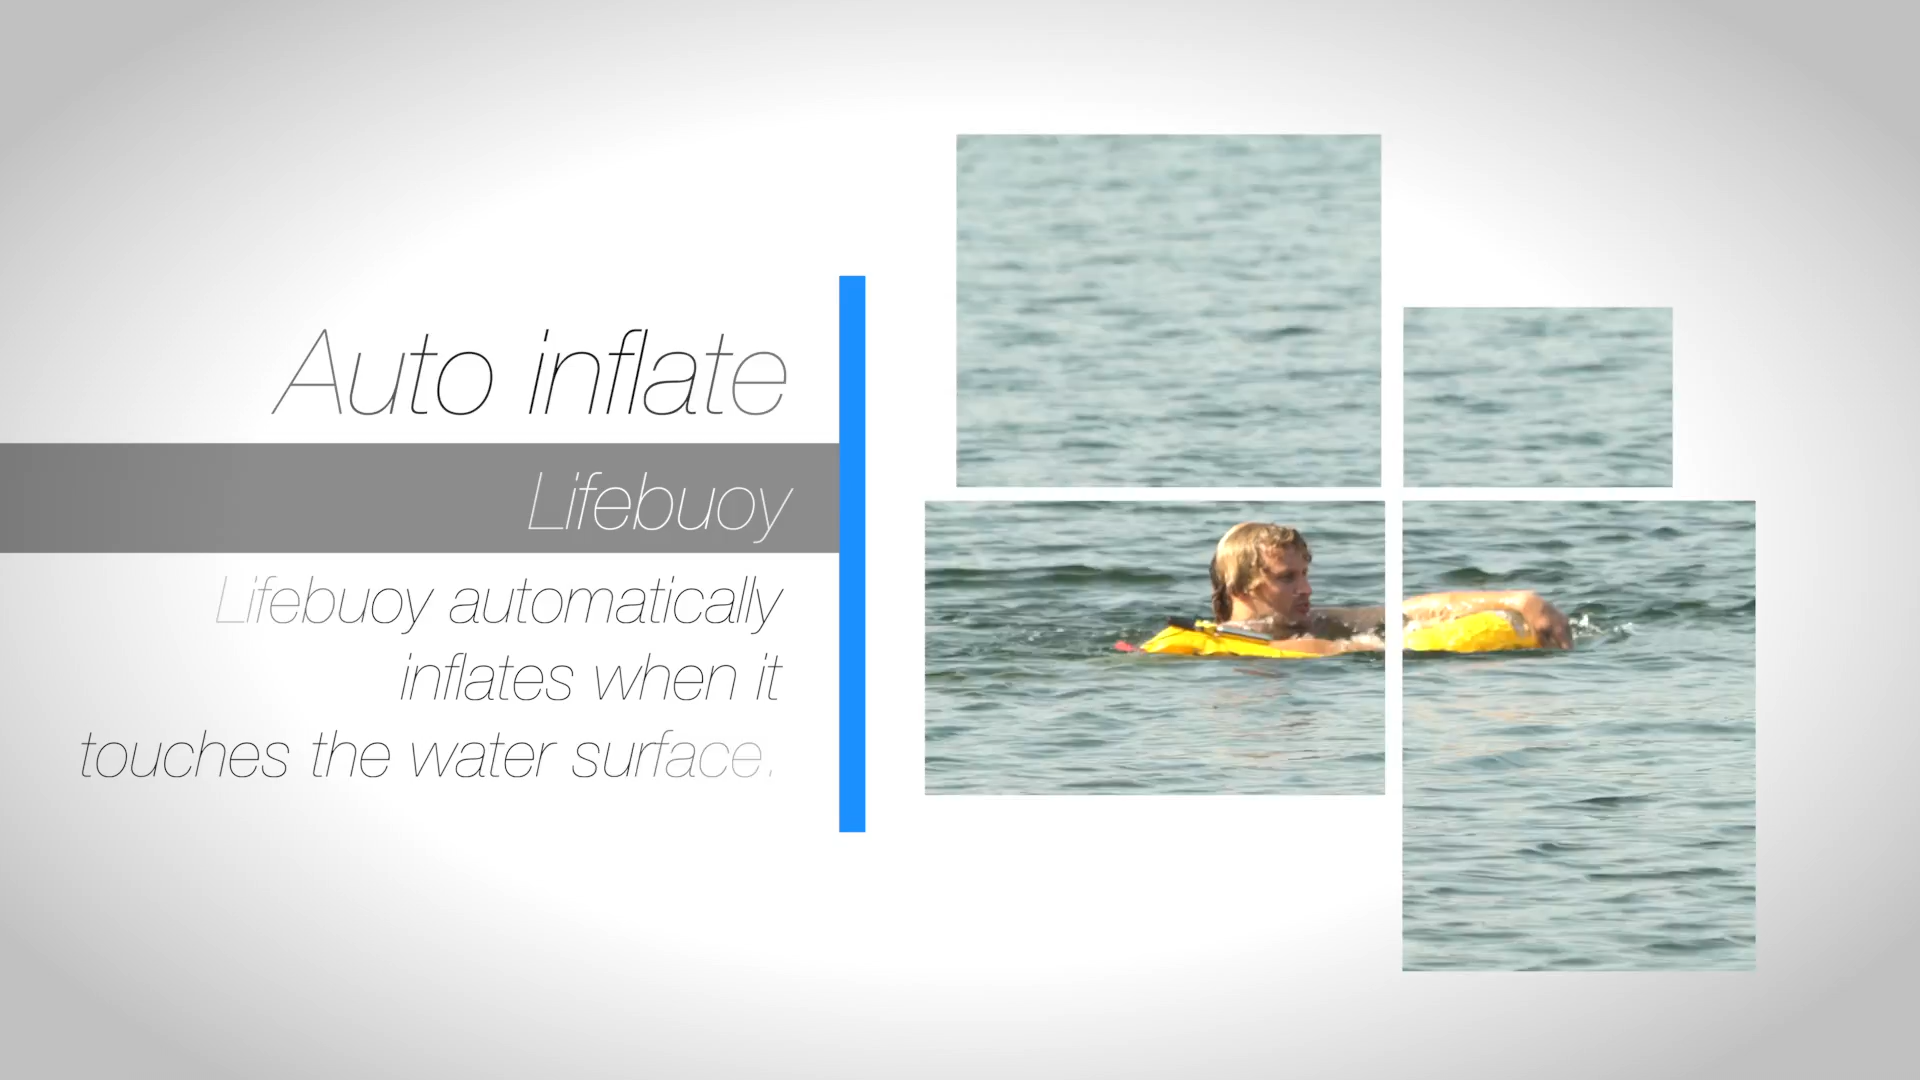 Auto inflate
Lifebuoy
Lifebuoy automatically
inflates when it
touches the water surface.